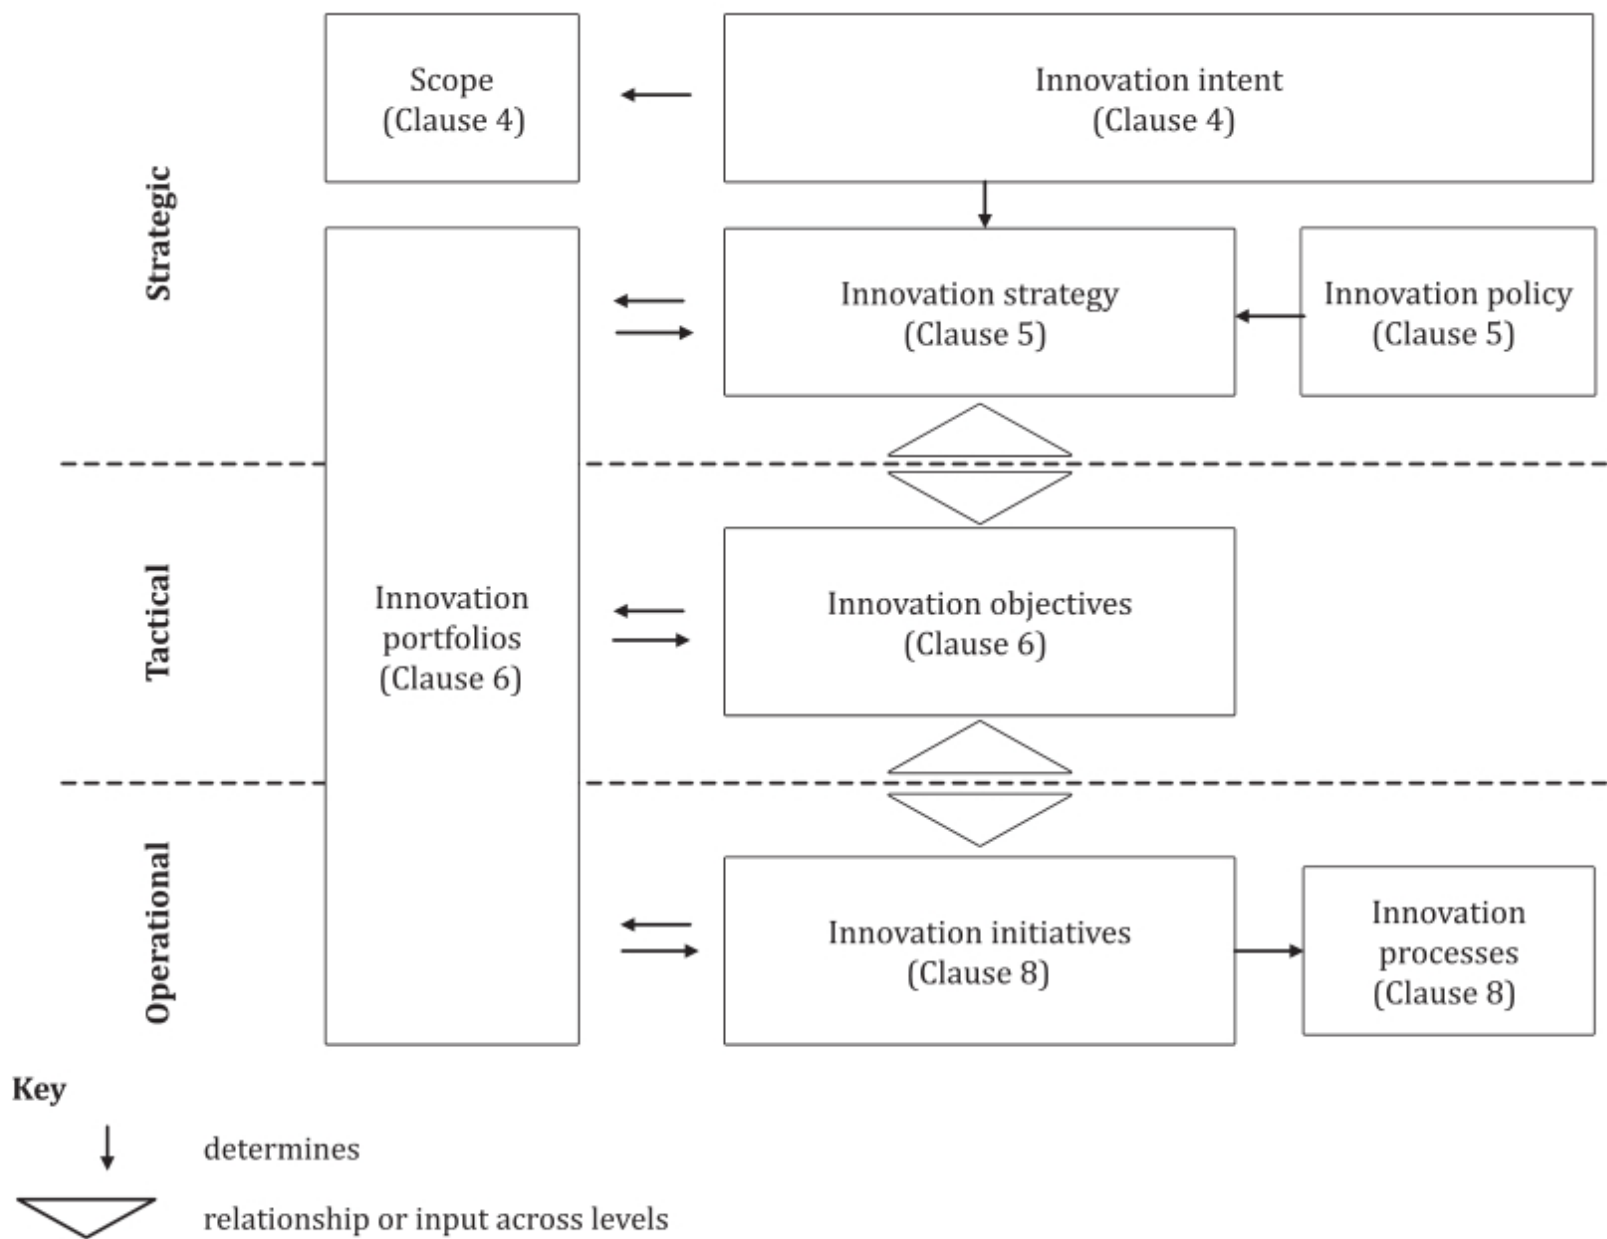 Strategic
Scope
(Clause 4)
Innovation intent
(Clause 4)
Innovation strategy
(Clause 5)
Innovation policy
(Clause 5)
Tactical
Innovation
portfolios
(Clause 6)
Innovation objectives
(Clause 6)
Operational
Innovation initiatives
(Clause 8)
Innovation
processes
(Clause 8)
Key
determines
relationship or input across levels